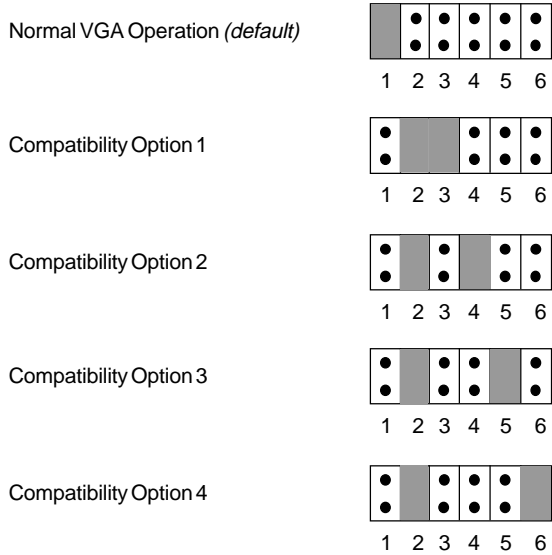 Normal VGA Operation (default)
1 2 3 4 5 6
Compatibility Option 1
1 2 3 4 5 6
Compatibility Option 2
1 2 3 4 5 6
Compatibility Option 3
1 2 3 4 5 6
Compatibility Option 4
1 2 3 4 5 6